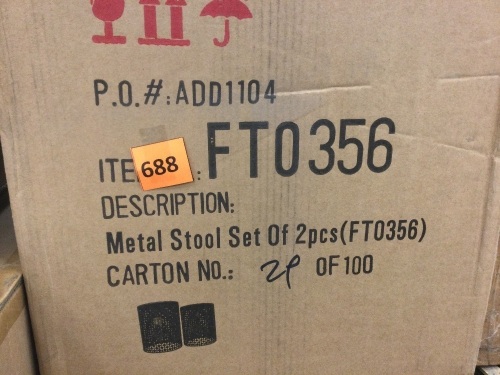 P.O.#:ADD1104
ITE 688 : FT0356
DESCRIPTION:
Metal Stool Set Of 2pcs(FT0356)
CARTON No.: OF 100